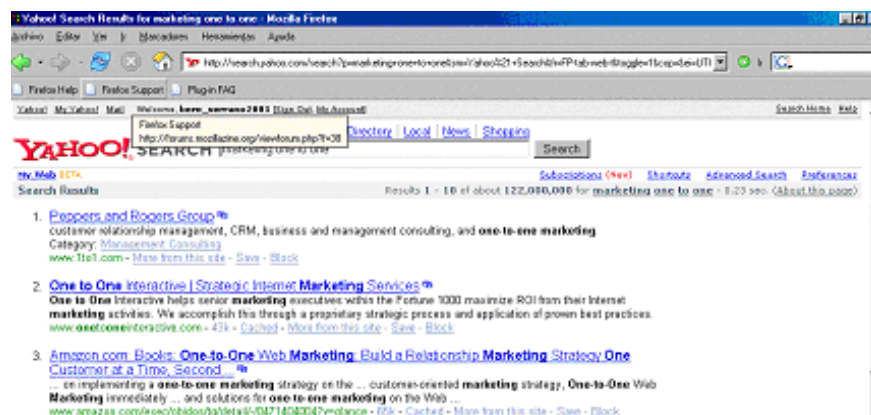 Yahoo! Search Results for marketing one to one - Mozilla Firefox
Archivo Editar Ver Ir Marcadores Herramientas Ayuda
Firefox Help Firefox Support Plug-in FAQ
Yahoo! My Yahoo! Mail Welcome, [Sign Out, My Account] Search Home Help
Firefox Support
http://forums.mozillazine.org/viewforum.php?f=38
Directory Local News Shopping
YAHOO! SEARCH marketing one to one Search
My Web BETA Subscriptions (New) Shortcuts Advanced Search Preferences
Search Results Results 1 - 10 of about 122,000,000 for marketing one to one - 0.23 sec. (About this page)
1. Peppers and Rogers Group
customer relationship management, CRM, business and management consulting, and one-to-one marketing.
Category: Management Consulting
www.1to1.com - More from this site - Save - Block
2. One to One Interactive | Strategic Internet Marketing Services
One to One Interactive helps senior marketing executives within the Fortune 1000 maximize ROI from their Internet
marketing activities. We accomplish this through a proprietary strategic process and application of proven best practices.
www.onetooneinteractive.com - 43k - Cached - More from this site - Save - Block
3. Amazon.com: Books: One-to-One Web Marketing: Build a Relationship Marketing Strategy One
Customer at a Time, Second ...
... on implementing a one-to-one marketing strategy on the ... customer-oriented marketing strategy, One-to-One Web
Marketing immediately ... and solutions for one-to-one marketing on the Web ...
- Cached - More from this site - Save - Block